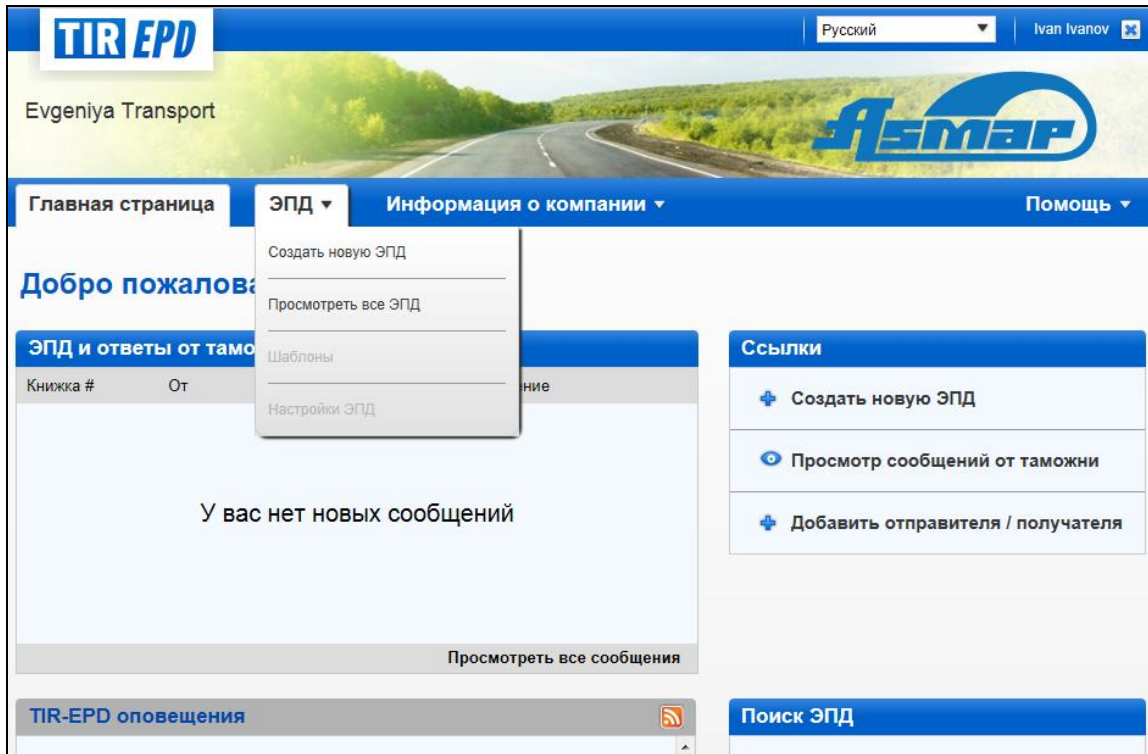 TIR EPD
Русский
Ivan Ivanov
Evgeniya Transport
Asmap
Главная страница
ЭПД
Информация о компании
Помощь
Создать новую ЭПД
Просмотреть все ЭПД
Шаблоны
Настройки ЭПД
Добро пожалова
ЭПД и ответы от тамо
Книжка #
От
ние
У вас нет новых сообщений
Просмотреть все сообщения
Ссылки
Создать новую ЭПД
Просмотр сообщений от таможни
Добавить отправителя / получателя
TIR-EPD оповещения
Поиск ЭПД